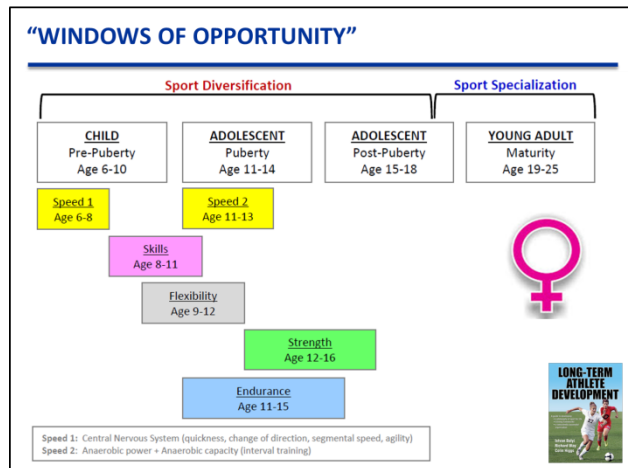 “WINDOWS OF OPPORTUNITY”
Sport Diversification
Sport Specialization
CHILD
Pre-Puberty
Age 6-10
ADOLESCENT
Puberty
Age 11-14
ADOLESCENT
Post-Puberty
Age 15-18
YOUNG ADULT
Maturity
Age 19-25
Speed 1
Age 6-8
Speed 2
Age 11-13
Skills
Age 8-11
Flexibility
Age 9-12
Strength
Age 12-16
Endurance
Age 11-15
LONG-TERM
ATHLETE
DEVELOPMENT
Speed 1: Central Nervous System (quickness, change of direction, segmental speed, agility)
Speed 2: Anaerobic power + Anaerobic capacity (interval training)